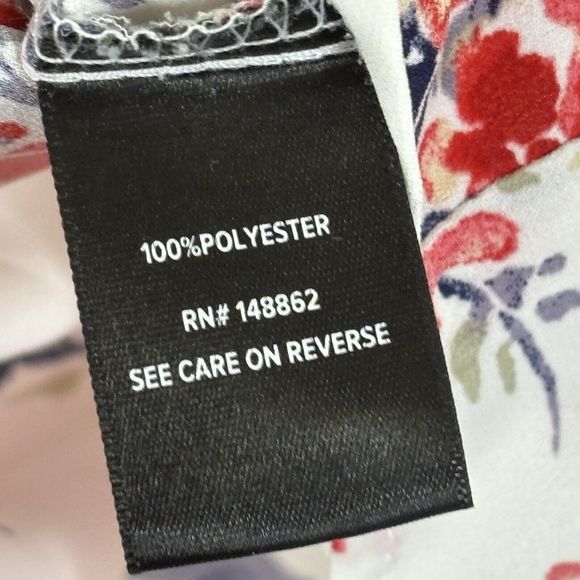 100%POLYESTER
RN# 148862
SEE CARE ON REVERSE